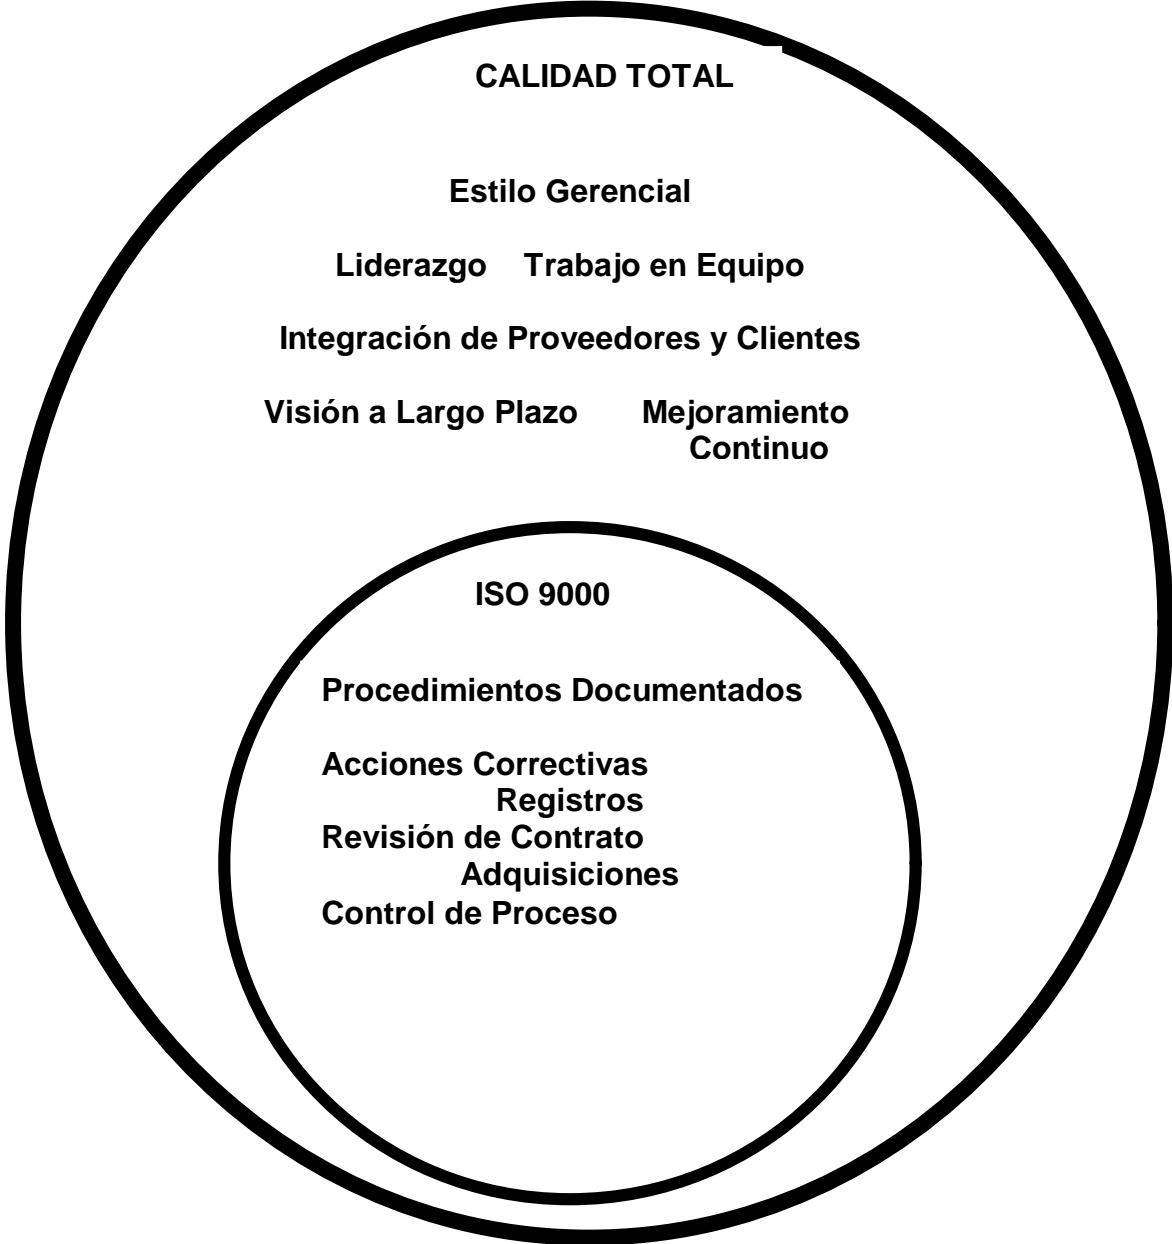 CALIDAD TOTAL
Estilo Gerencial
Liderazgo Trabajo en Equipo
Integración de Proveedores y Clientes
Visión a Largo Plazo Mejoramiento
Continuo
ISO 9000
Procedimientos Documentados
Acciones Correctivas
Registros
Revisión de Contrato
Adquisiciones
Control de Proceso